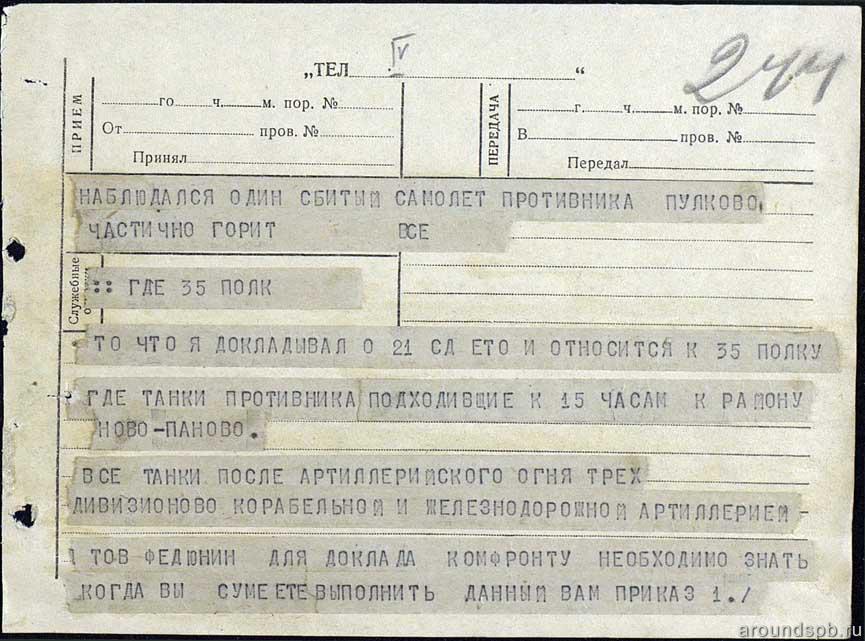 „ТЕЛ IV “
244
ПРИЕМ
го ч. м. пор. №
От пров. №
Принял
ПЕРЕДАЧА
г. ч. м. пор. №
В пров. №
Передал
НАБЛЮДАЛСЯ ОДИН СБИТЫЙ САМОЛЕТ ПРОТИВНИКА ПУЛКОВО,
ЧАСТИЧНО ГОРИТ ВСЕ
Служебные
:: ГДЕ 35 ПОЛК
ТО ЧТО Я ДОКЛАДЫВАЛ О 21 СД ЕТО И ОТНОСИТСЯ К 35 ПОЛКУ
ГДЕ ТАНКИ ПРОТИВНИКА ПОДХОДИВШИЕ К 15 ЧАСАМ К РАЙОНУ
НОВО-ПАНОВО.
ВСЕ ТАНКИ ПОСЛЕ АРТИЛЛЕРИЙСКОГО ОГНЯ ТРЕХ
ДИВИЗИОНОВО КОРАБЕЛЬНОЙ И ЖЕЛЕЗНОДОРОЖНОЙ АРТИЛЛЕРИЕЙ -
ТОВ ФЕДЮНИН ДЛЯ ДОКЛАДА КОМФРОНТУ НЕОБХОДИМО ЗНАТЬ
КОГДА ВЫ СУМЕЕТЕ ВЫПОЛНИТЬ ДАННЫЙ ВАМ ПРИКАЗ 1./
aroundspb.ru